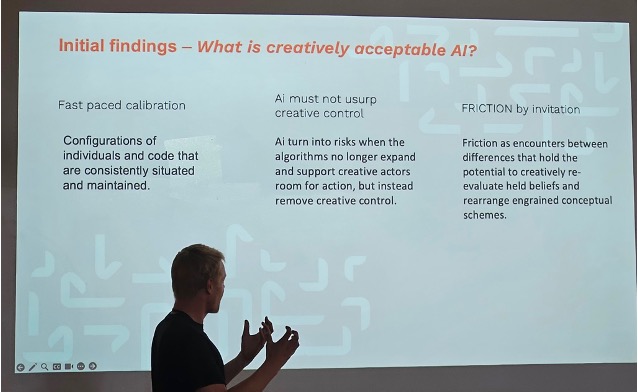 Initial findings – What is creatively acceptable AI?
Fast paced calibration
Configurations of
individuals and code that
are consistently situated
and maintained.
Ai must not usurp
creative control
Ai turn into risks when the
algorithms no longer expand
and support creative actors
room for action, but instead
remove creative control.
FRICTION by invitation
Friction as encounters between
differences that hold the
potential to creatively re-
evaluate held beliefs and
rearrange engrained conceptual
schemes.